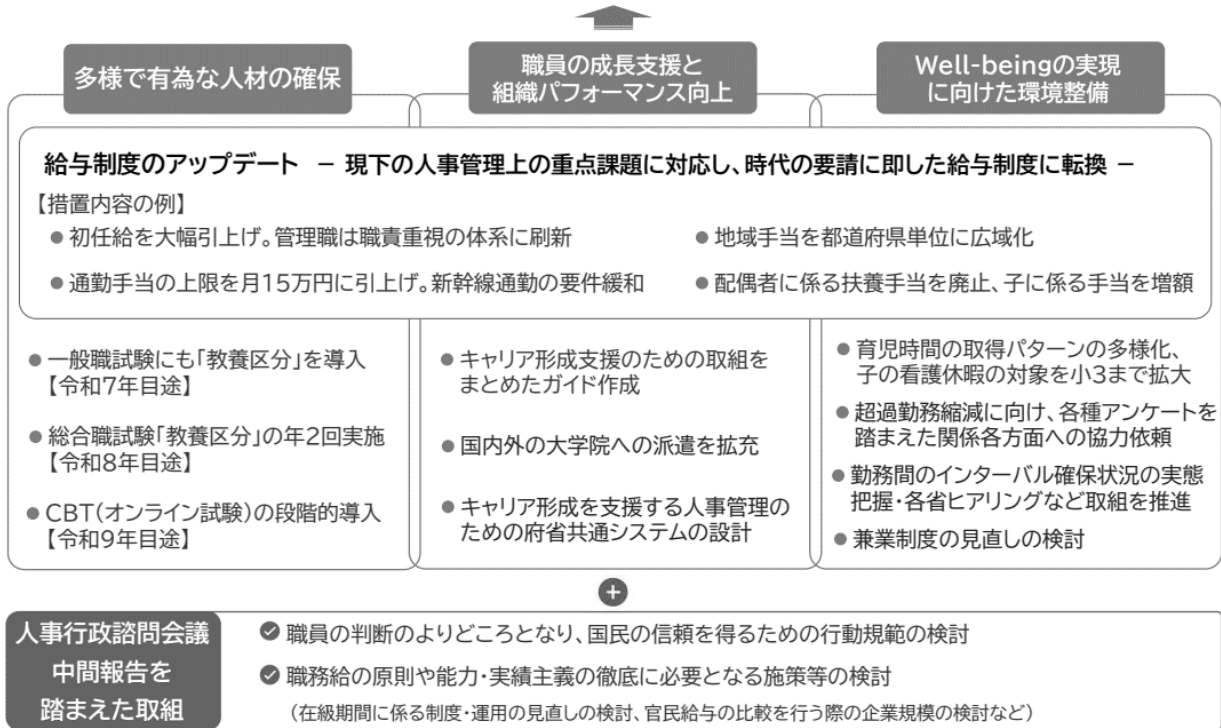 多様で有為な人材の確保
職員の成長支援と
組織パフォーマンス向上
Well-beingの実現
に向けた環境整備
給与制度のアップデート － 現下の人事管理上の重点課題に対応し、時代の要請に即した給与制度に転換 －
【措置内容の例】
● 初任給を大幅引上げ。管理職は職責重視の体系に刷新
● 地域手当を都道府県単位に広域化
● 通勤手当の上限を月15万円に引上げ。新幹線通勤の要件緩和
● 配偶者に係る扶養手当を廃止、子に係る手当を増額
● 一般職試験にも「教養区分」を導入
【令和7年目途】
● 総合職試験「教養区分」の年2回実施
【令和8年目途】
● CBT(オンライン試験)の段階的導入
【令和9年目途】
● キャリア形成支援のための取組を
まとめたガイド作成
● 国内外の大学院への派遣を拡充
● キャリア形成を支援する人事管理の
ための府省共通システムの設計
● 育児時間の取得パターンの多様化、
子の看護休暇の対象を小3まで拡大
● 超過勤務縮減に向け、各種アンケートを
踏まえた関係各方面への協力依頼
● 勤務間のインターバル確保状況の実態
把握・各省ヒアリングなど取組を推進
● 兼業制度の見直しの検討
人事行政諮問会議
中間報告を
踏まえた取組
職員の判断のよりどころとなり、国民の信頼を得るための行動規範の検討
職務給の原則や能力・実績主義の徹底に必要となる施策等の検討
(在級期間に係る制度・運用の見直しの検討、官民給与の比較を行う際の企業規模の検討など)